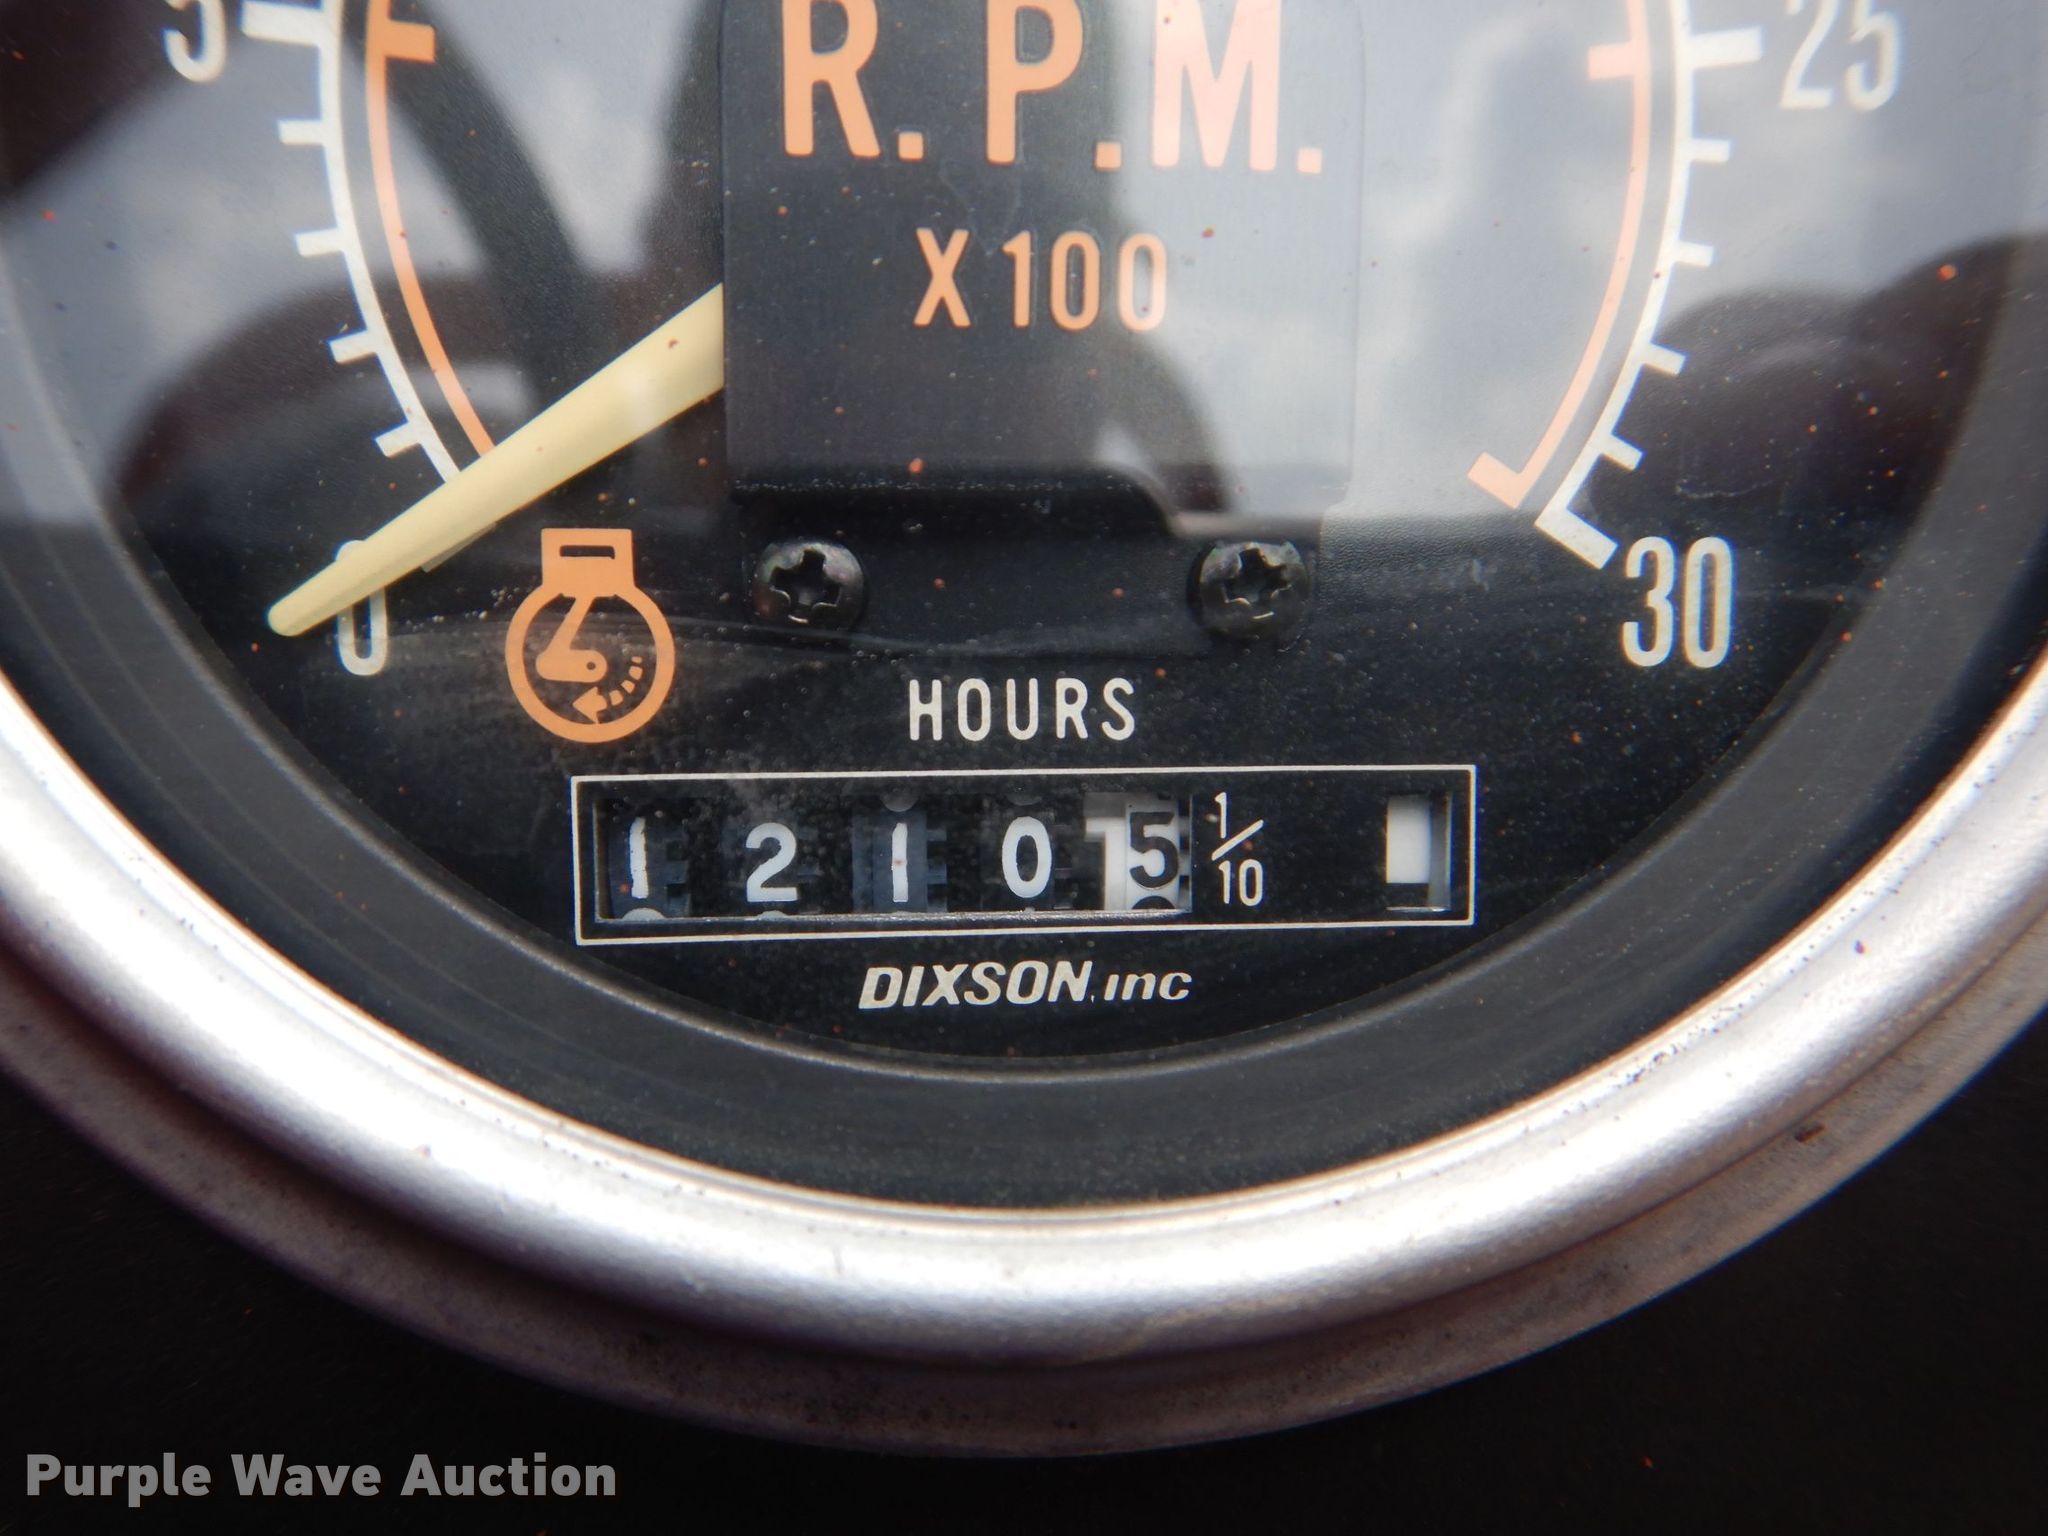 5
25
R.P.M.
X100
0
30
HOURS
1 2 1 0 5 1/10
DIXSON, inc
Purple Wave Auction